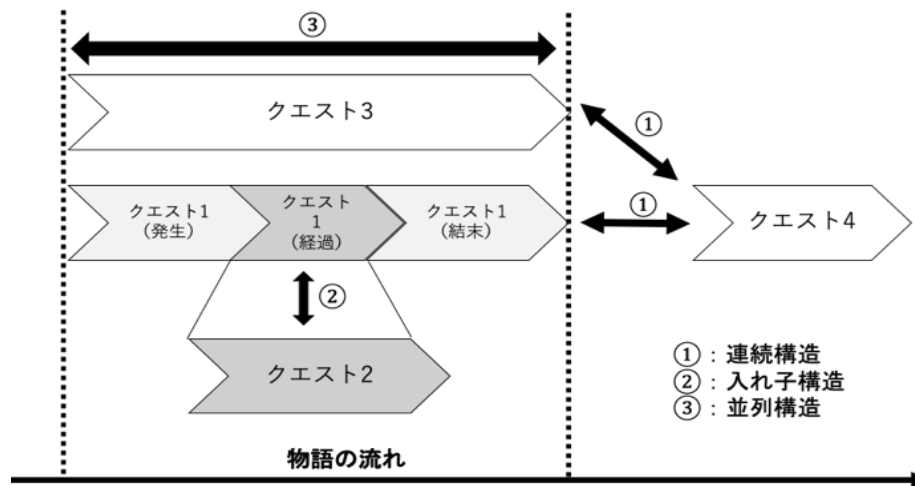 ③
クエスト3
①
クエスト1
（発生）
クエスト
1
（経過）
クエスト1
（結末）
①
クエスト4
②
クエスト2
①：連続構造
②：入れ子構造
③：並列構造
物語の流れ